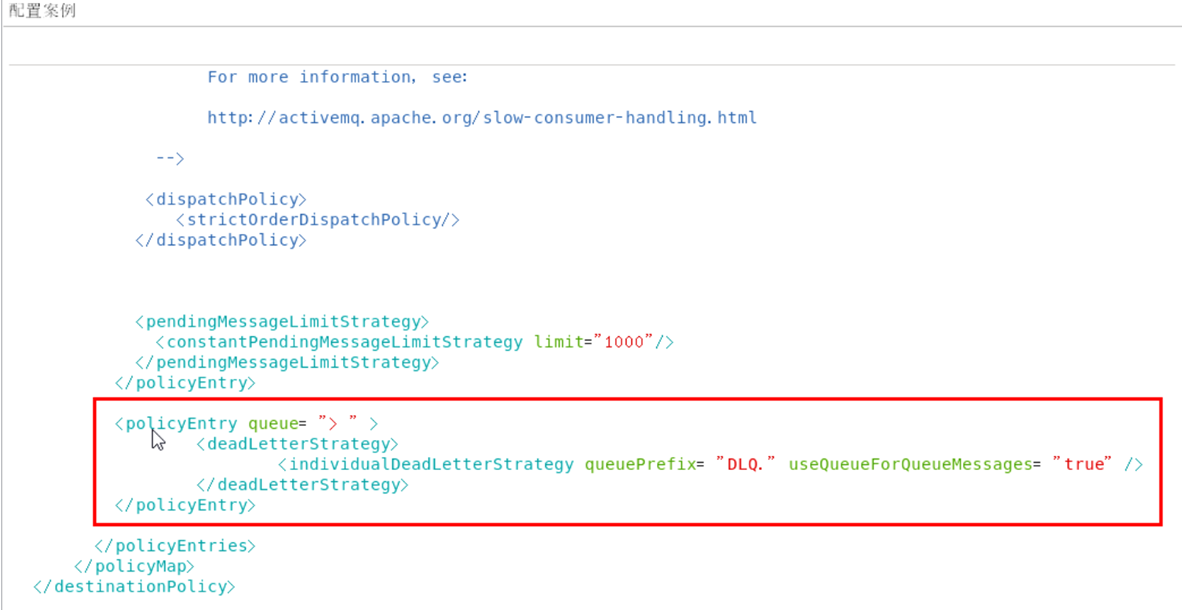 配置案例
For more information, see:
http://activemq.apache.org/slow-consumer-handling.html
-->
<dispatchPolicy>
<strictOrderDispatchPolicy/>
</dispatchPolicy>
<pendingMessageLimitStrategy>
<constantPendingMessageLimitStrategy limit="1000"/>
</pendingMessageLimitStrategy>
</policyEntry>
<policyEntry queue= "> " >
<deadLetterStrategy>
<individualDeadLetterStrategy queuePrefix= "DLQ." useQueueForQueueMessages= "true" />
</deadLetterStrategy>
</policyEntry>
</policyEntries>
</policyMap>
</destinationPolicy>